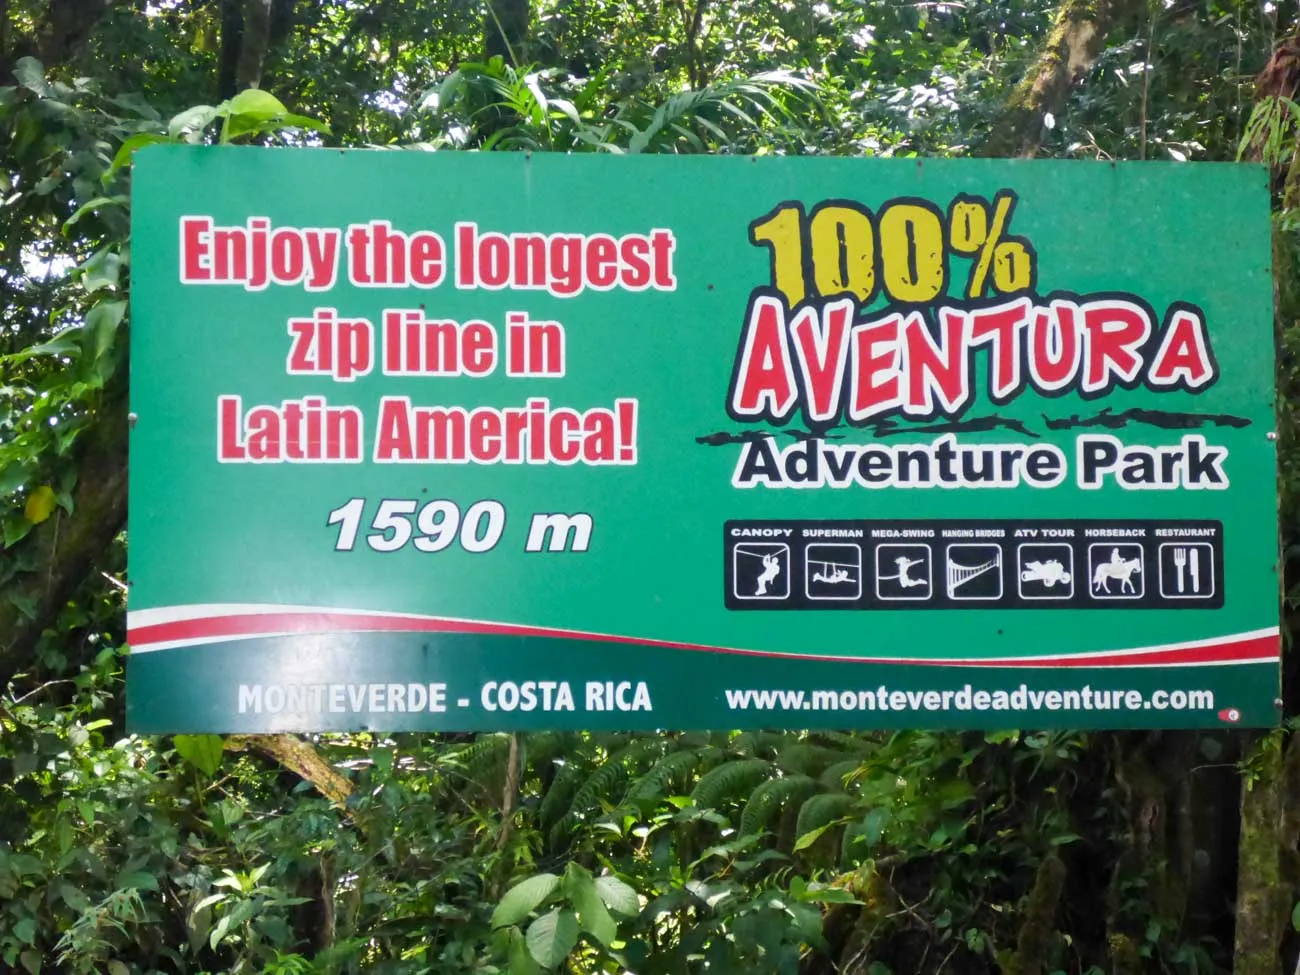 Enjoy the longest
zip line in
Latin America!
1590 m
100%
AVENTURA
Adventure Park
CANOPY SUPERMAN MEGA-SWING HANGING BRIDGES ATV TOUR HORSEBACK RESTAURANT
MONTEVERDE - COSTA RICA
www.monteverdeadventure.com